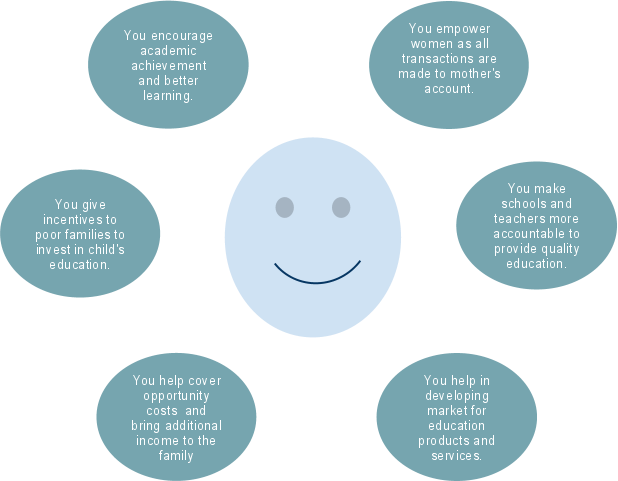 You encourage
academic
achievement
and better
learning.
You empower
women as all
transactions are
made to mother's
account.
You give
incentives to
poor families to
invest in child's
education.
You make
schools and
teachers more
accountable to
provide quality
education.
You help cover
opportunity
costs and
bring additional
income to the
family
You help in
developing
market for
education
products and
services.